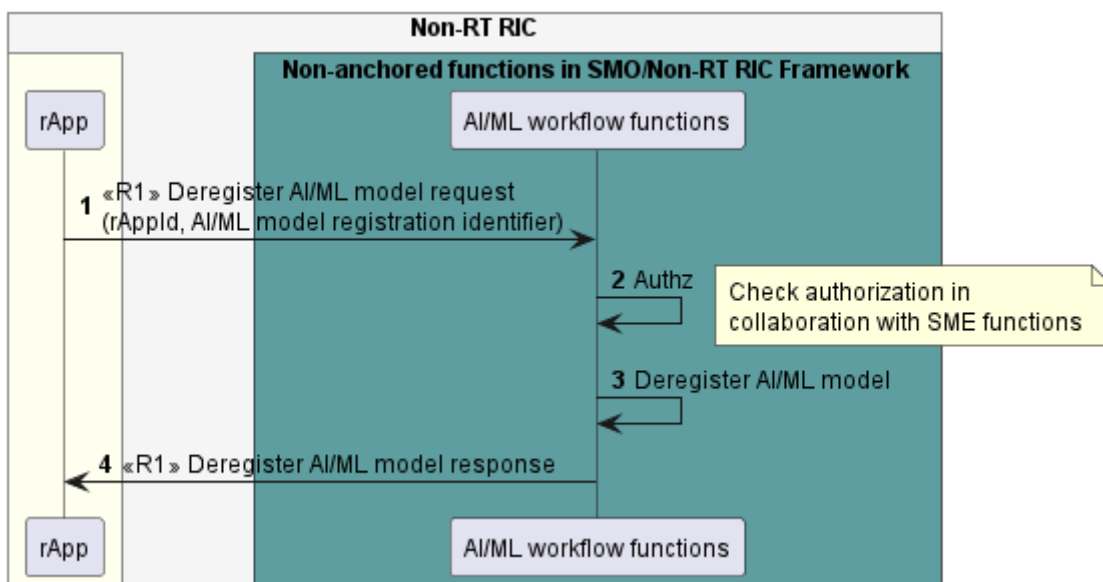 Non-RT RIC
Non-anchored functions in SMO/Non-RT RIC Framework
rApp
AI/ML workflow functions
1 «R1» Deregister AI/ML model request
(rAppId, AI/ML model registration identifier)
2 Authz
Check authorization in
collaboration with SME functions
3 Deregister AI/ML model
4 «R1» Deregister AI/ML model response
rApp
AI/ML workflow functions